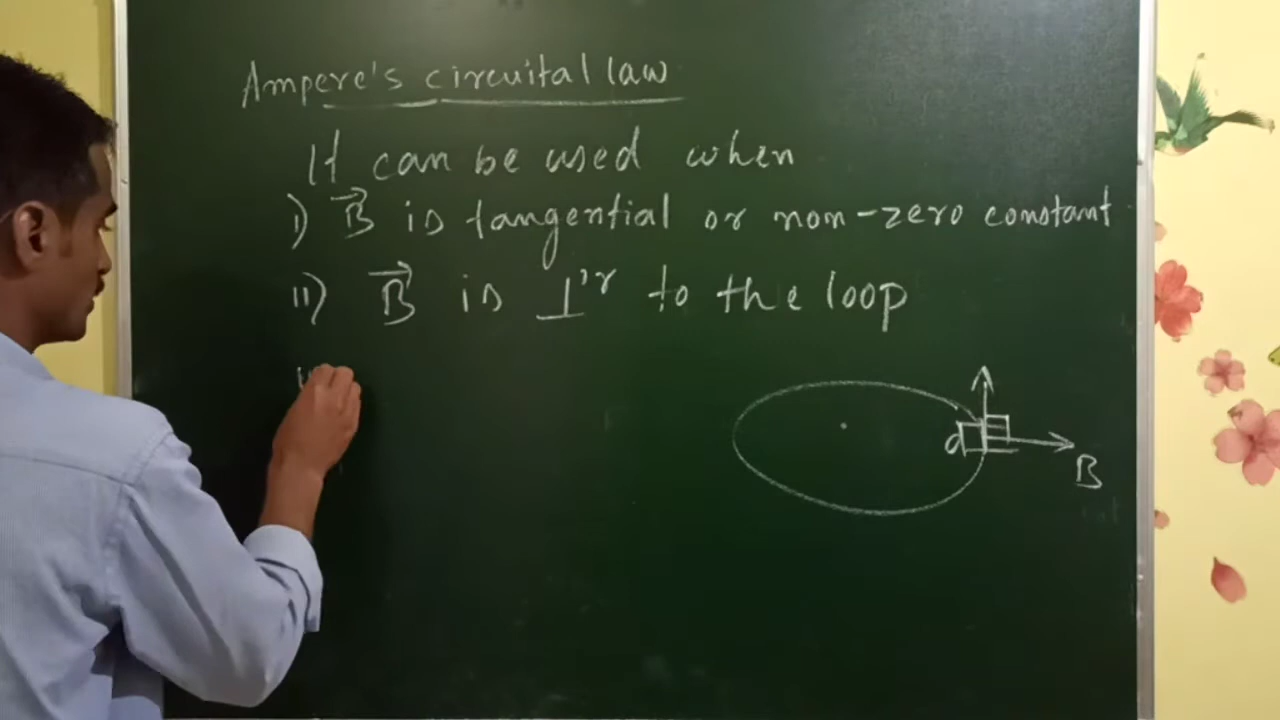 Ampere's circuital law
It can be used when
i) B⃗ is tangential or non-zero constant
ii) B⃗ is ⊥'r to the loop
B